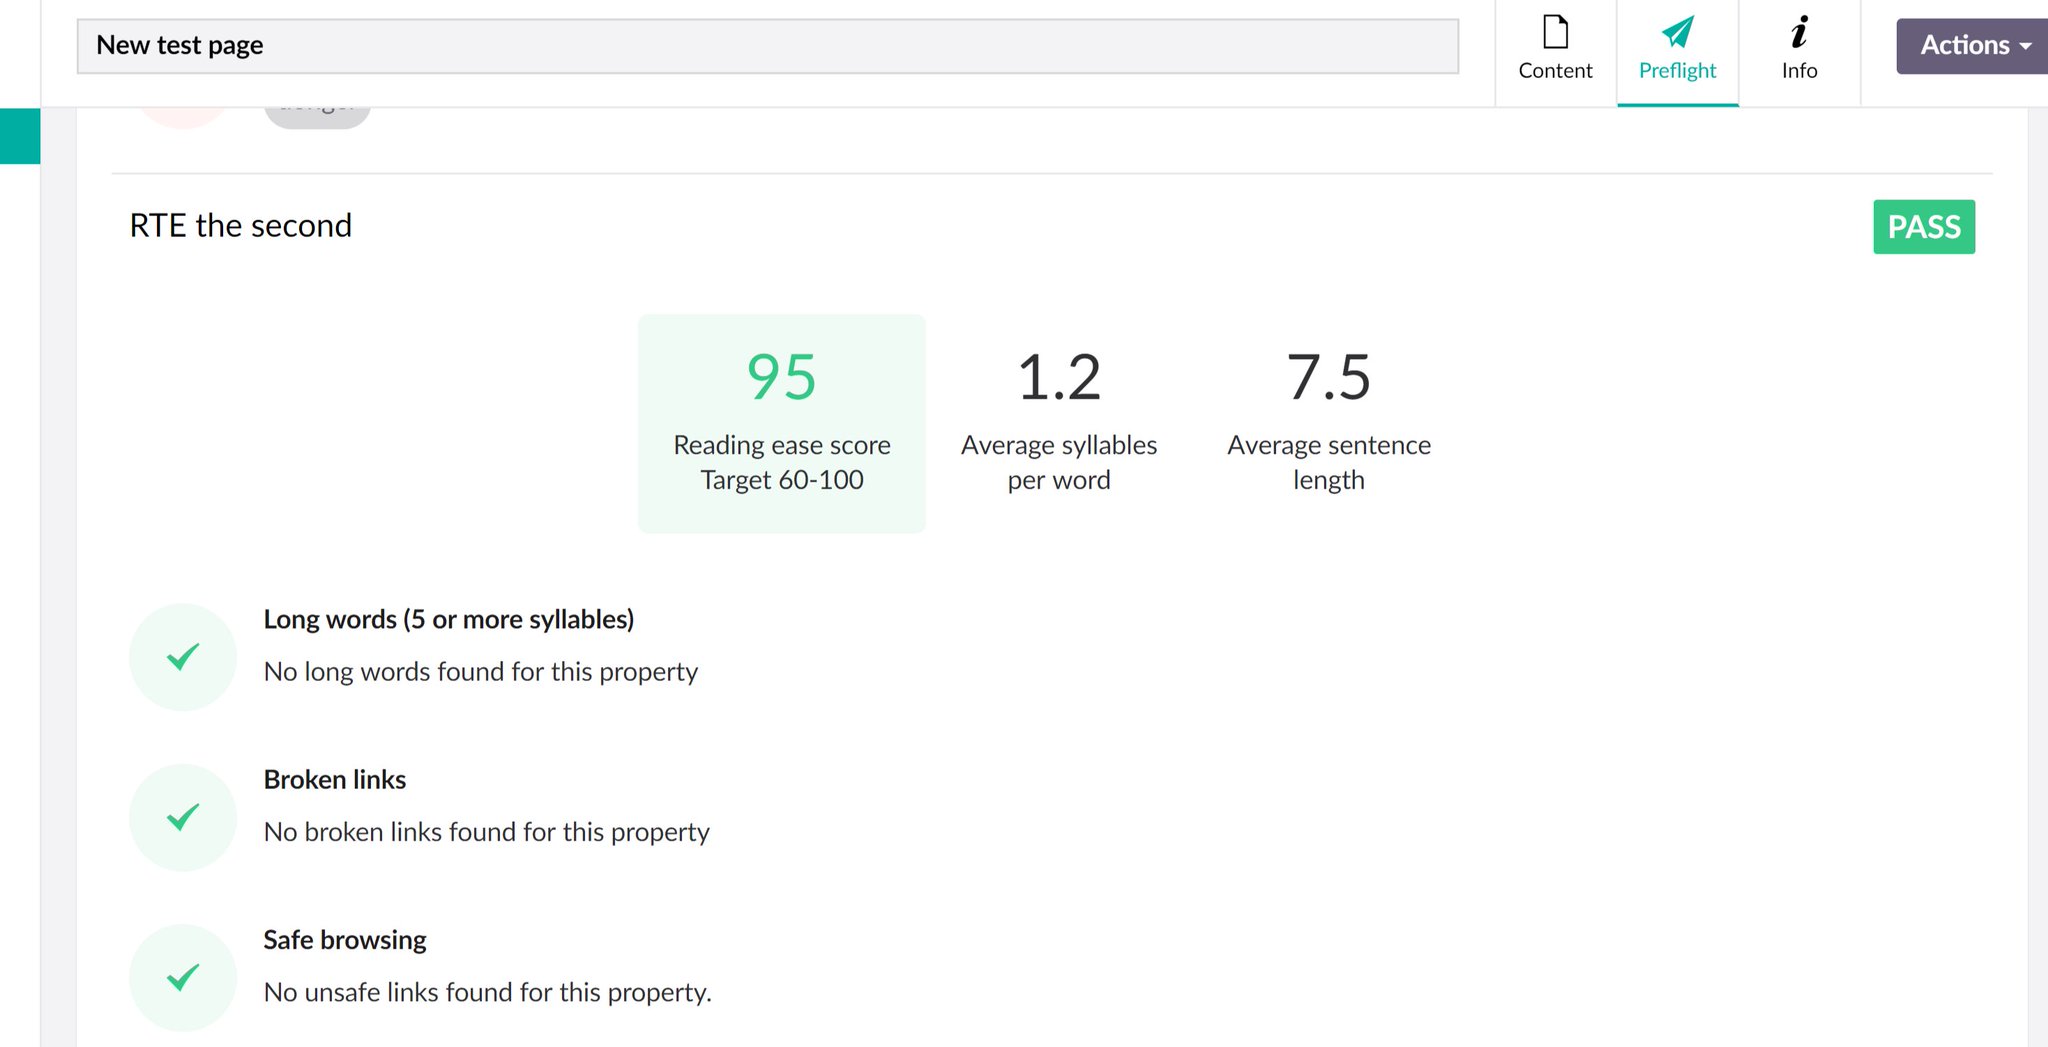 New test page
Content
Preflight
Info
Actions
RTE the second
PASS
95
Reading ease score
Target 60-100
1.2
Average syllables
per word
7.5
Average sentence
length
Long words (5 or more syllables)
No long words found for this property
Broken links
No broken links found for this property
Safe browsing
No unsafe links found for this property.